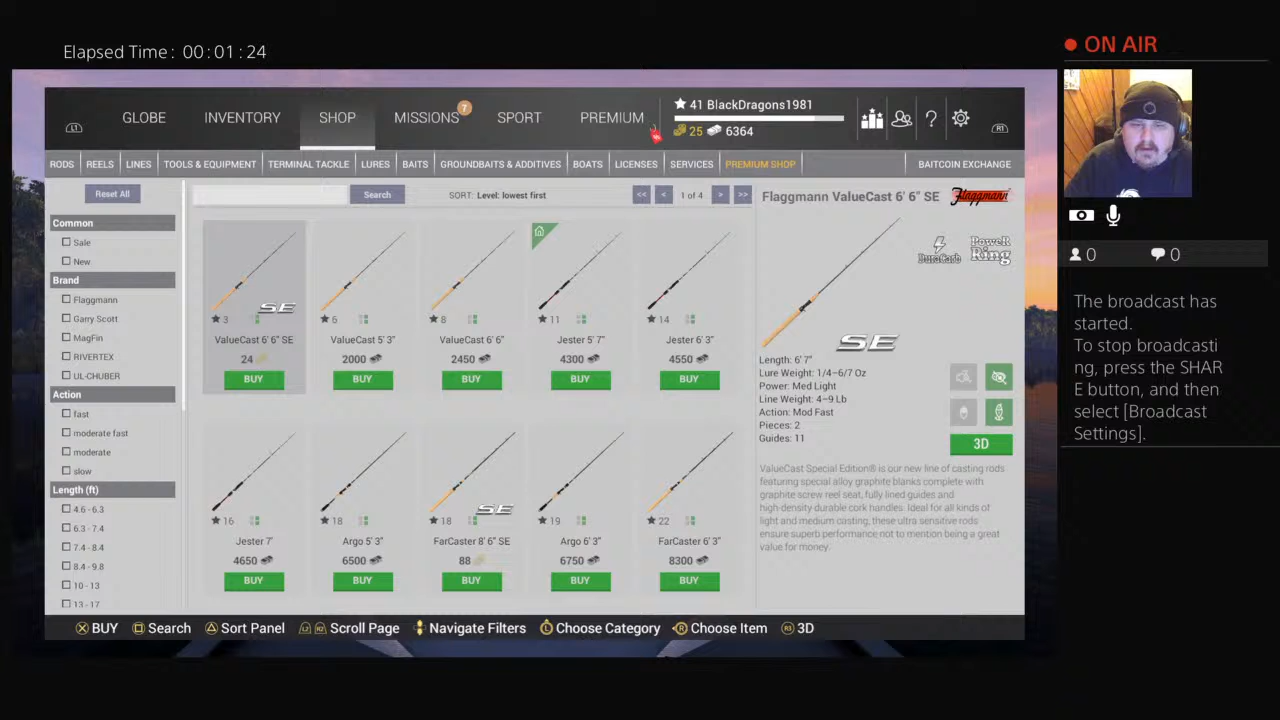 Elapsed Time: 00:01:24
ON AIR
L1 GLOBE INVENTORY SHOP MISSIONS 7 SPORT PREMIUM
41 BlackDragons1981
25 6364
? R1
RODS REELS LINES TOOLS & EQUIPMENT TERMINAL TACKLE LURES BAITS GROUNDBAITS & ADDITIVES BOATS LICENSES SERVICES PREMIUM SHOP BAITCOIN EXCHANGE
Reset All
Search SORT: Level: lowest first << < 1 of 4 > >>
Common
Sale
New
Brand
Flaggmann
Garry Scott
MagFin
RIVERTEX
UL-CHUBER
Action
fast
moderate fast
moderate
slow
Length (ft)
4.6 - 6.3
6.3 - 7.4
7.4 - 8.4
8.4 - 9.8
10 - 13
13 - 17
SE
3 6 8 11 14
ValueCast 6' 6" SE ValueCast 5' 3" ValueCast 6' 6" Jester 5' 7" Jester 6' 3"
24 2000 2450 4300 4550
BUY BUY BUY BUY BUY
SE
16 18 18 19 22
Jester 7' Argo 5' 3" FarCaster 8' 6" SE Argo 6' 3" FarCaster 6' 3"
4650 6500 88 6750 8300
BUY BUY BUY BUY BUY
Flaggmann ValueCast 6' 6" SE Flaggmann
DuraCarb PoweR Ring
SE
Length: 6' 7"
Lure Weight: 1/4–6/7 Oz
Power: Med Light
Line Weight: 4–9 Lb
Action: Mod Fast
Pieces: 2
Guides: 11
3D
ValueCast Special Edition® is our new line of casting rods
featuring special alloy graphite blanks complete with
graphite screw reel seat, fully lined guides and
high-density durable cork handles. Ideal for all kinds of
light and medium casting, these ultra sensitive rods
ensure superb performance not to mention being a great
value for money.
BUY Search Sort Panel L2 R2 Scroll Page Navigate Filters L Choose Category R Choose Item R3 3D
0 0
The broadcast has
started.
To stop broadcasti
ng, press the SHAR
E button, and then
select [Broadcast
Settings].